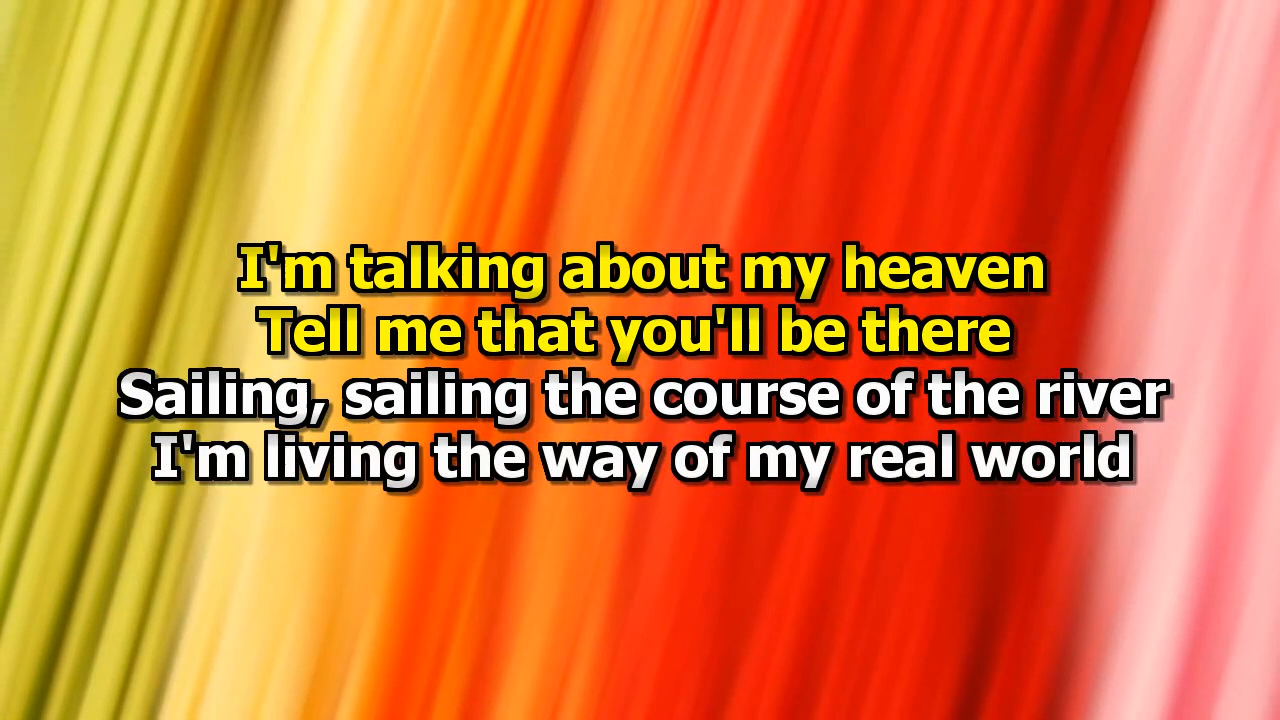 I'm talking about my heaven
Tell me that you'll be there
Sailing, sailing the course of the river
I'm living the way of my real world